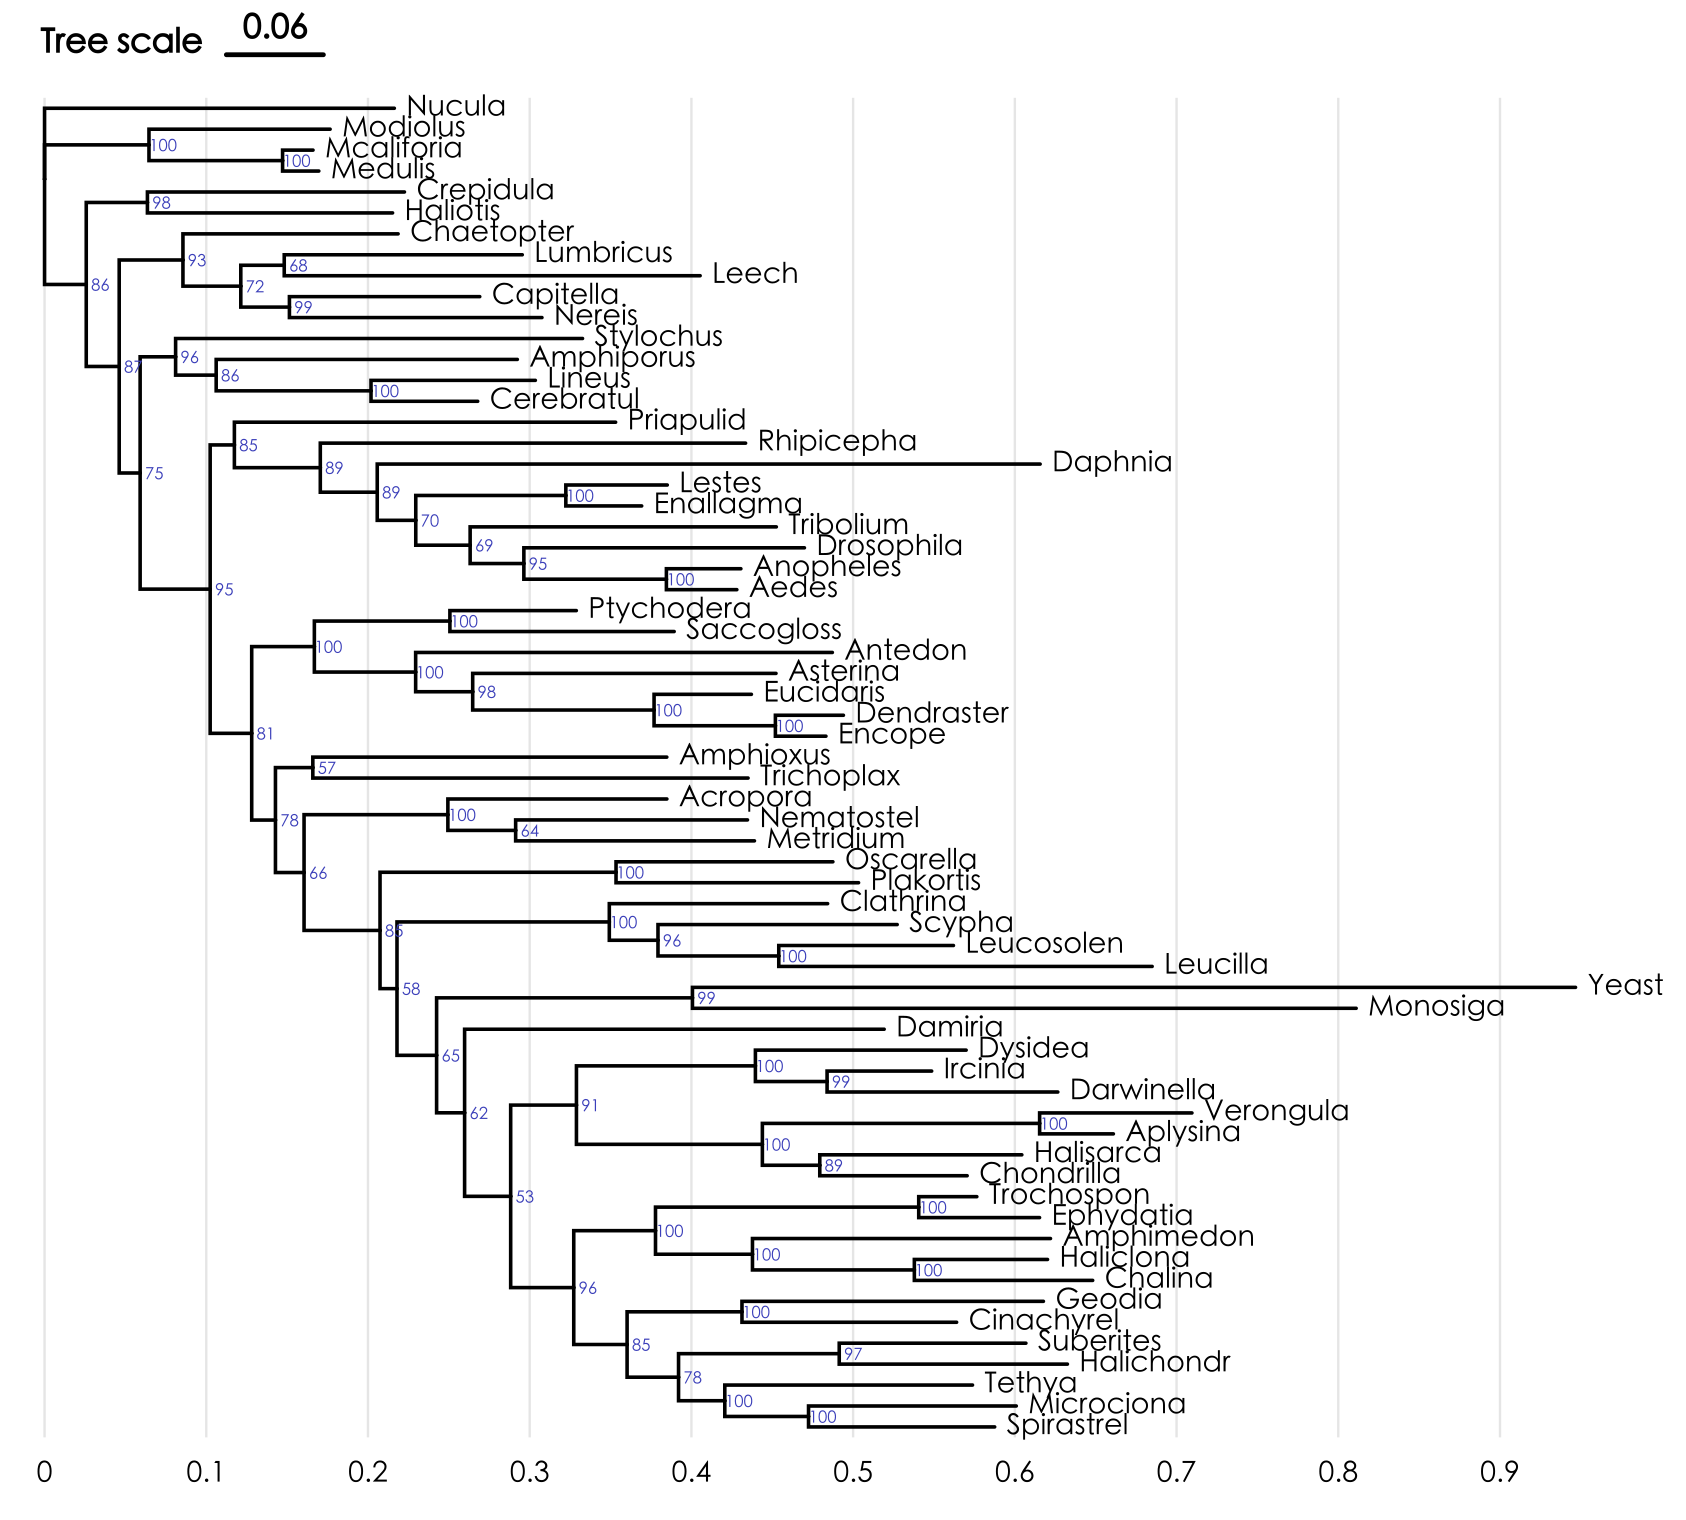 Tree scale 0.06
Nucula
Modiolus
100
Mcaliforia
100
Medulis
Crepidula
98
Haliotis
Chaetopter
93
Lumbricus
68
Leech
86
72
Capitella
99
Nereis
Stylochus
96
Amphiporus
87
86
Lineus
100
Cerebratul
Priapulid
85
Rhipicepha
Daphnia
75
89
Lestes
89
100
Enallagma
70
Tribolium
69
Drosophila
95
Anopheles
100
Aedes
95
Ptychodera
100
Saccogloss
100
Antedon
100
Asterina
98
Eucidaris
100
Dendraster
100
Encope
81
Amphioxus
57
Trichoplax
Acropora
100
78
Nematostel
64
Metridium
Oscarella
66
100
Plakortis
Clathrina
100
Scypha
85
96
Leucosolen
100
Leucilla
Yeast
58
99
Monosiga
Damiria
Dysidea
65
100
Ircinia
99
Darwinella
91
62
Verongula
100
Aplysina
100
Halisarca
89
Chondrilla
53
Trochospon
100
Ephydatia
100
Amphimedon
100
Haliclona
100
Chalina
96
Geodia
100
Cinachyrel
85
Suberites
97
Halichondr
78
Tethya
100
Microciona
100
Spirastrel
0 0.1 0.2 0.3 0.4 0.5 0.6 0.7 0.8 0.9